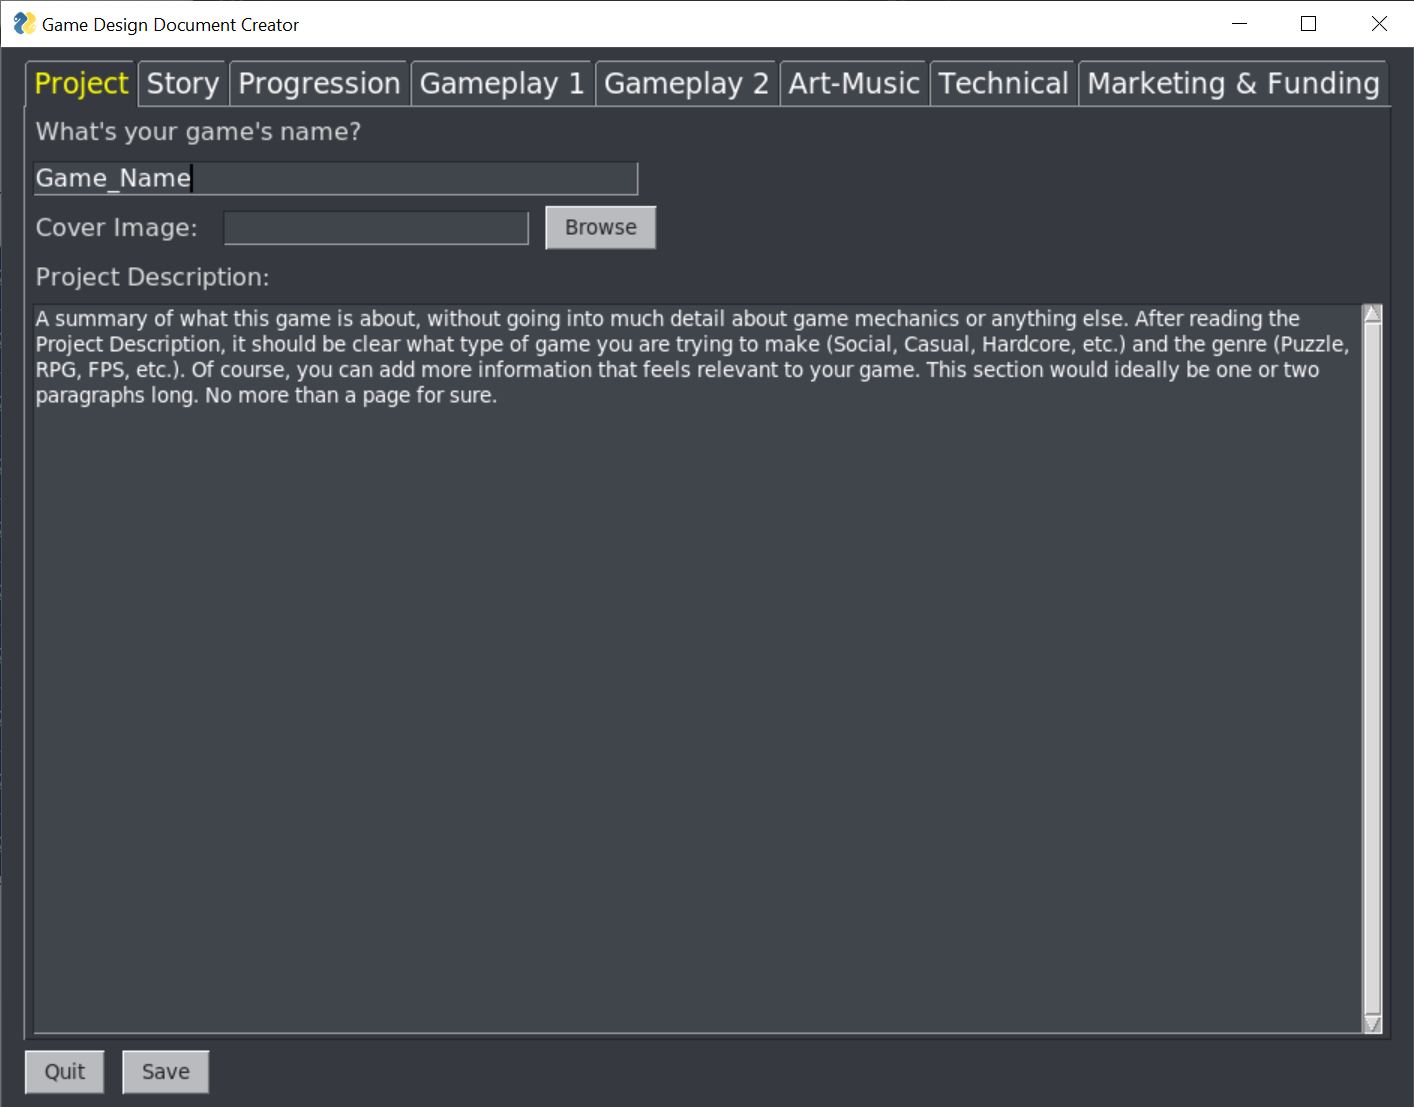 Game Design Document Creator
Project Story Progression Gameplay 1 Gameplay 2 Art-Music Technical Marketing & Funding
What's your game's name?
Game_Name
Cover Image: Browse
Project Description:
A summary of what this game is about, without going into much detail about game mechanics or anything else. After reading the
Project Description, it should be clear what type of game you are trying to make (Social, Casual, Hardcore, etc.) and the genre (Puzzle,
RPG, FPS, etc.). Of course, you can add more information that feels relevant to your game. This section would ideally be one or two
paragraphs long. No more than a page for sure.
Quit Save